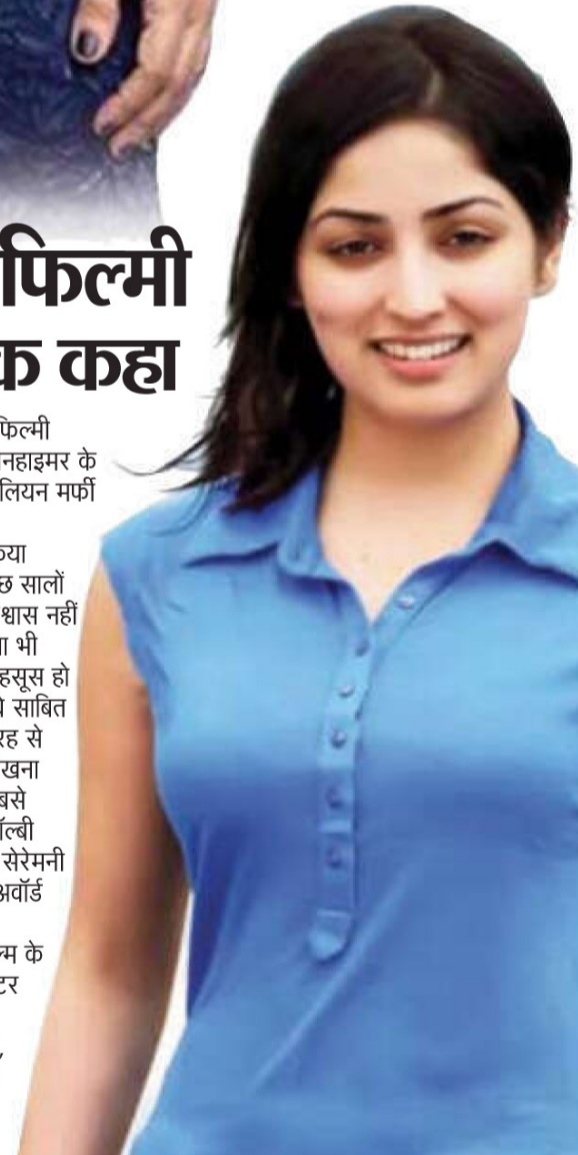 फिल्मी
क कहा
फिल्मी
नहाइमर के
लियन मर्फी
क्या
छ सालों
श्वास नहीं
ा भी
हसूस हो
साबित
रह से
खना
बसे
ॉल्बी
सेरेमनी
अवॉर्ड
्म के
टर
,